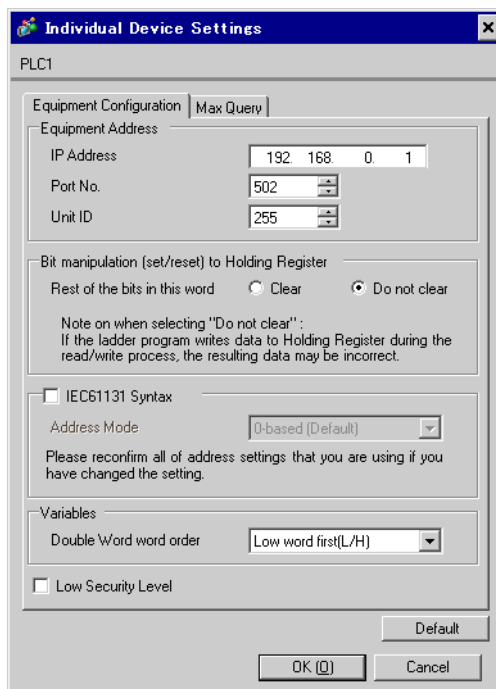 Individual Device Settings
PLC1
Equipment Configuration
Max Query
Equipment Address
IP Address
192. 168. 0. 1
Port No.
502
Unit ID
255
Bit manipulation (set/reset) to Holding Register
Rest of the bits in this word
Clear
Do not clear
Note on when selecting "Do not clear" :
If the ladder program writes data to Holding Register during the
read/write process, the resulting data may be incorrect.
IEC61131 Syntax
Address Mode
0-based (Default)
Please reconfirm all of address settings that you are using if you
have changed the setting.
Variables
Double Word word order
Low word first(L/H)
Low Security Level
Default
OK (O)
Cancel